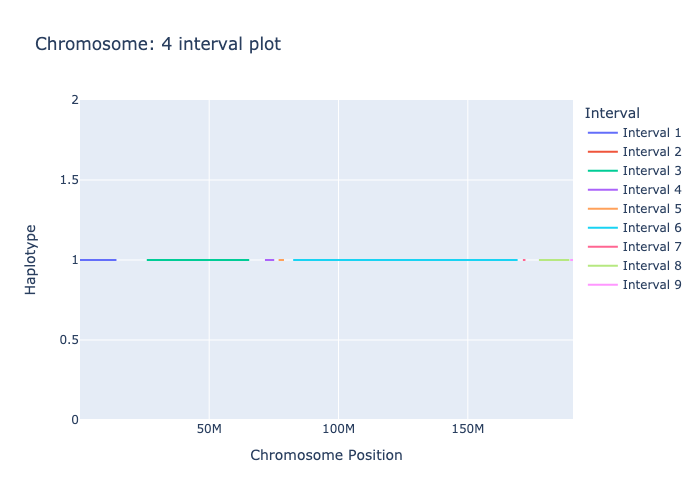 Chromosome: 4 interval plot
Interval
Interval 1
Interval 2
Interval 3
Interval 4
Interval 5
Interval 6
Interval 7
Interval 8
Interval 9
2
1.5
1
0.5
0
Haplotype
50M
100M
150M
Chromosome Position